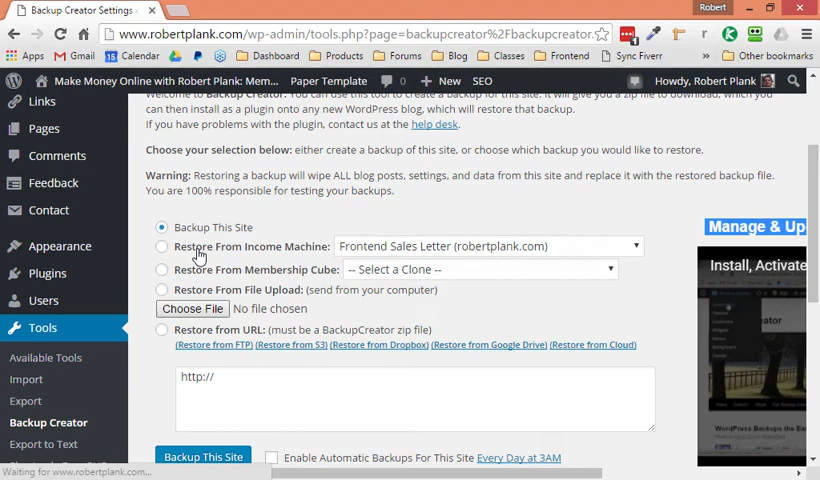 Robert
Backup Creator Settings
www.robertplank.com/wp-admin/tools.php?page=backupcreator%2Fbackupcreator.
Gmail
Calendar
Dashboard
Products
Forums
Blog
Classes
Frontend
Sync Fiverr
Other bookmarks
Make Money Online with Robert Plank: Mem...
Paper Template
0
New
SEO
Howdy, Robert Plank
Links
Pages
Comments
Feedback
Contact
Appearance
Plugins
Users
Tools
Available Tools
Import
Export
Backup Creator
Export to Text
Welcome to Backup Creator. You can use this tool to create a backup for this site. It will give you a zip file to download, which you
can then install as a plugin onto any new WordPress blog, which will restore that backup.
If you have problems with the plugin, contact us at the help desk.
Choose your selection below: either create a backup of this site, or choose which backup you would like to restore.
Warning: Restoring a backup will wipe ALL blog posts, settings, and data from this site and replace it with the restored backup file.
You are 100% responsible for testing your backups.
Backup This Site
Restore From Income Machine: Frontend Sales Letter (robertplank.com)
Restore From Membership Cube: -- Select a Clone --
Restore From File Upload: (send from your computer)
Choose File No file chosen
Restore from URL: (must be a BackupCreator zip file)
(Restore from FTP) (Restore from S3) (Restore from Dropbox) (Restore from Google Drive) (Restore from Cloud)
http://
Backup This Site
Enable Automatic Backups For This Site Every Day at 3AM
Manage & Up
Install, Activate
Waiting for www.robertplank.com...